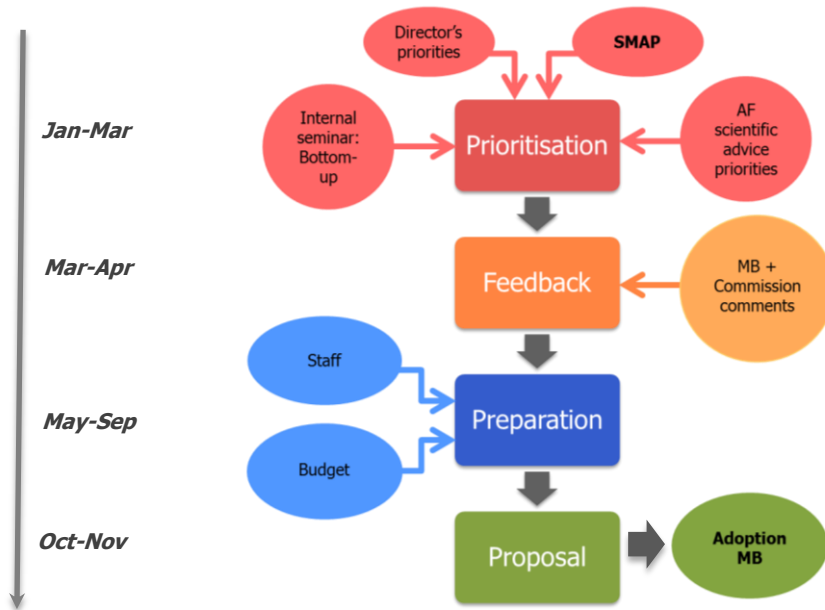 Director's
priorities
SMAP
Jan-Mar
Internal
seminar:
Bottom-
up
Prioritisation
AF
scientific
advice
priorities
Mar-Apr
Feedback
MB +
Commission
comments
Staff
May-Sep
Preparation
Budget
Oct-Nov
Proposal
Adoption
MB